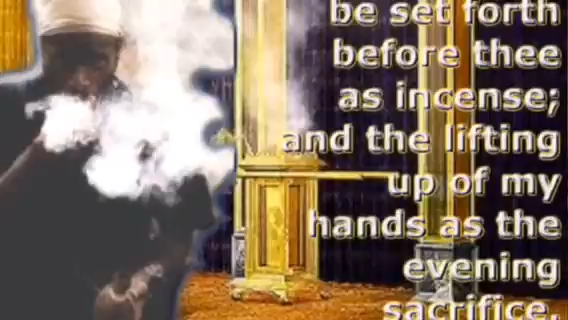 be set forth
before thee
as incense;
and the lifting
up of my
hands as the
evening
sacrifice.